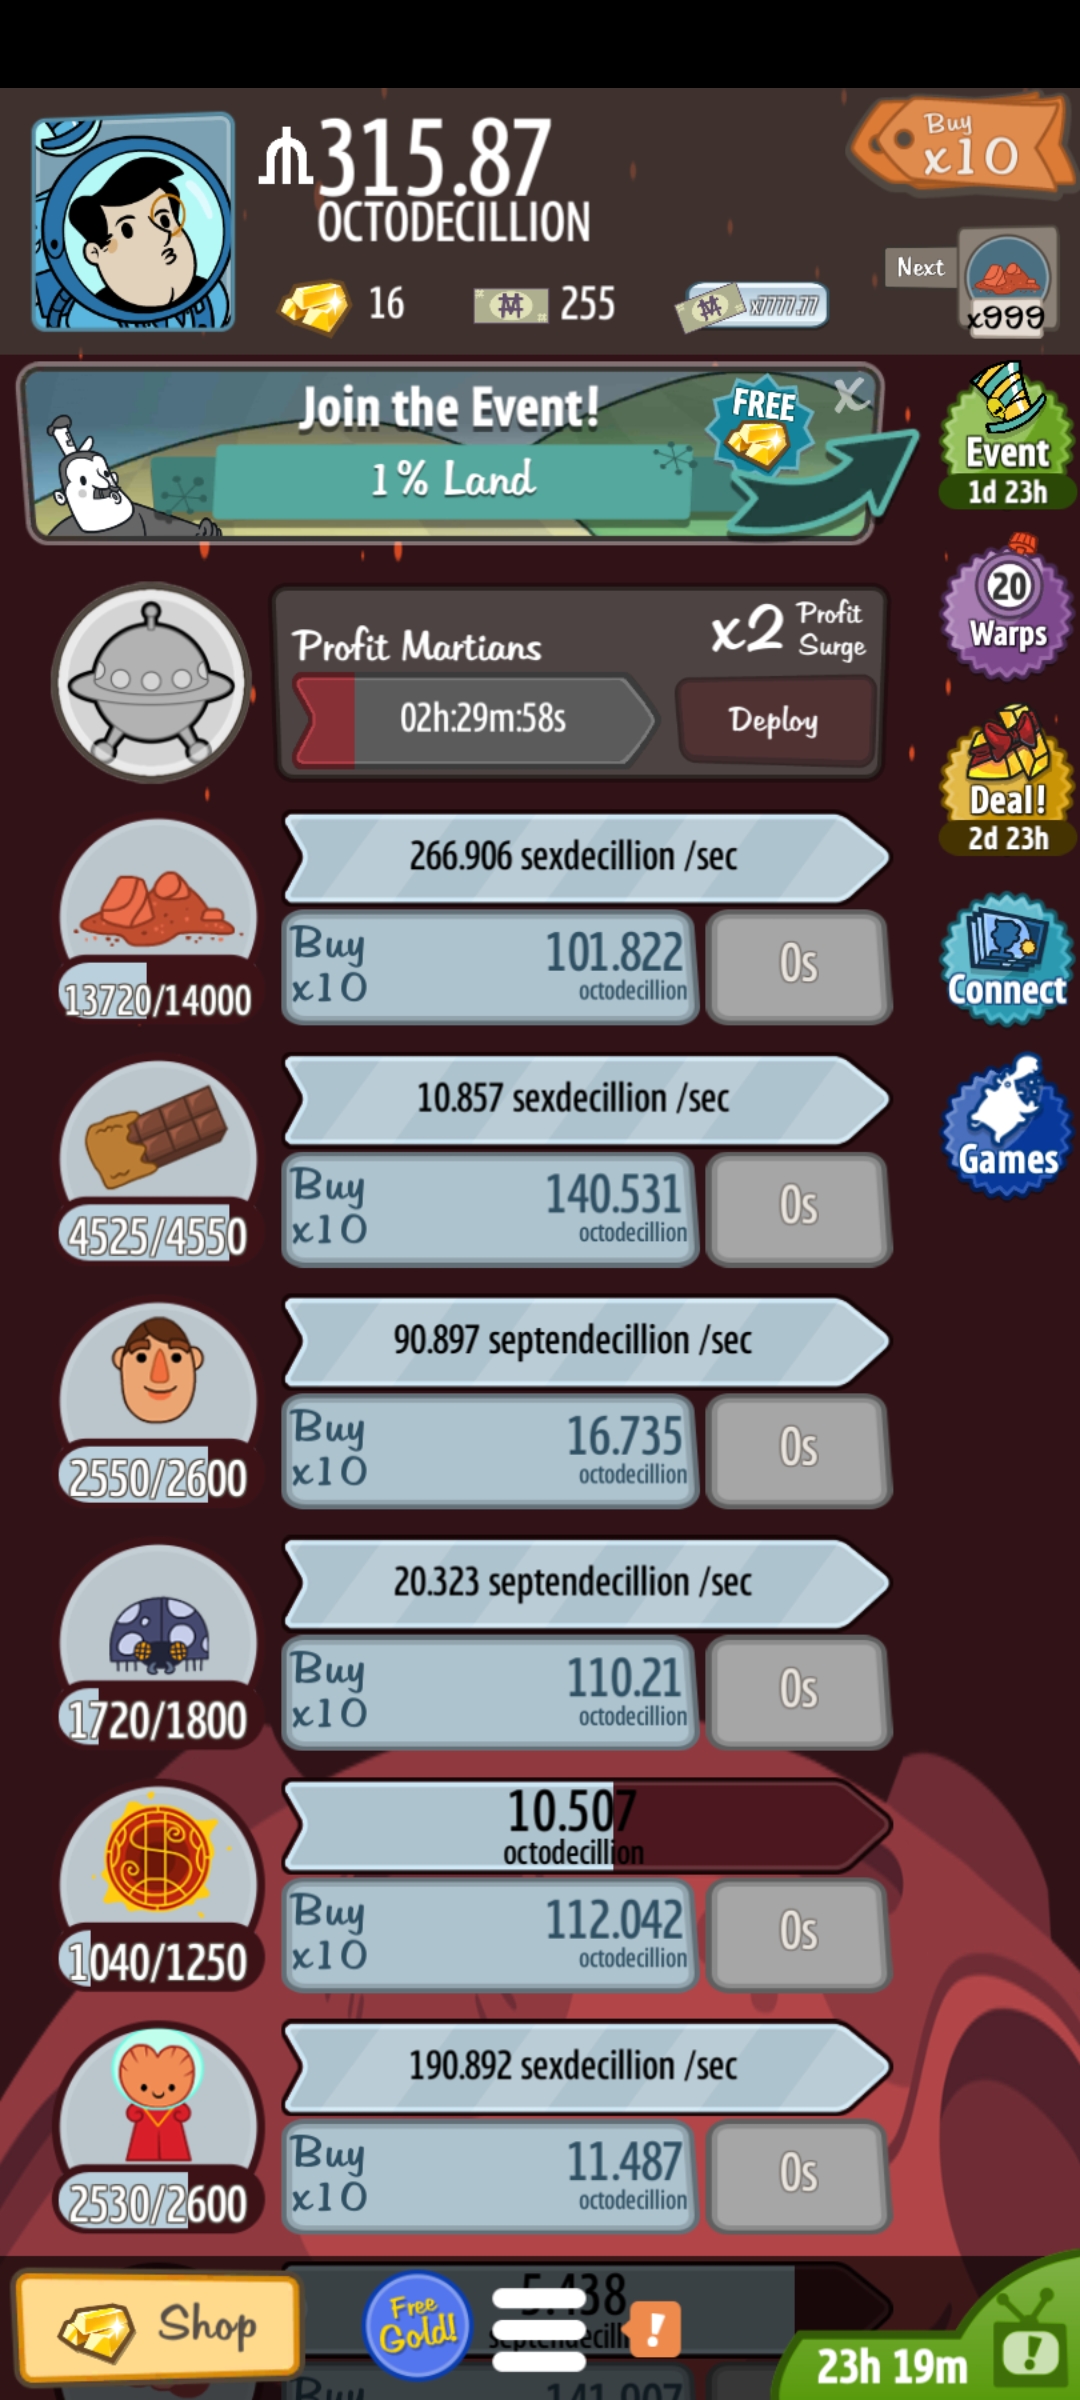 315.87
OCTODECILLION
Buy
x10
16
255
x7777.77
Next
x999
Join the Event!
1% Land
FREE
X
Event
1d 23h
20
Warps
Profit Martians
x2 Profit Surge
02h:29m:58s
Deploy
Deal!
2d 23h
266.906 sexdecillion /sec
Buy x10
101.822
octodecillion
0s
13720/14000
Connect
10.857 sexdecillion /sec
Buy x10
140.531
octodecillion
0s
4525/4550
Games
90.897 septendecillion /sec
Buy x10
16.735
octodecillion
0s
2550/2600
20.323 septendecillion /sec
Buy x10
110.21
octodecillion
0s
1720/1800
10.507
octodecillion
Buy x10
112.042
octodecillion
0s
1040/1250
190.892 sexdecillion /sec
Buy x10
11.487
octodecillion
0s
2530/2600
Shop
Free Gold!
!
23h 19m
!
Buy